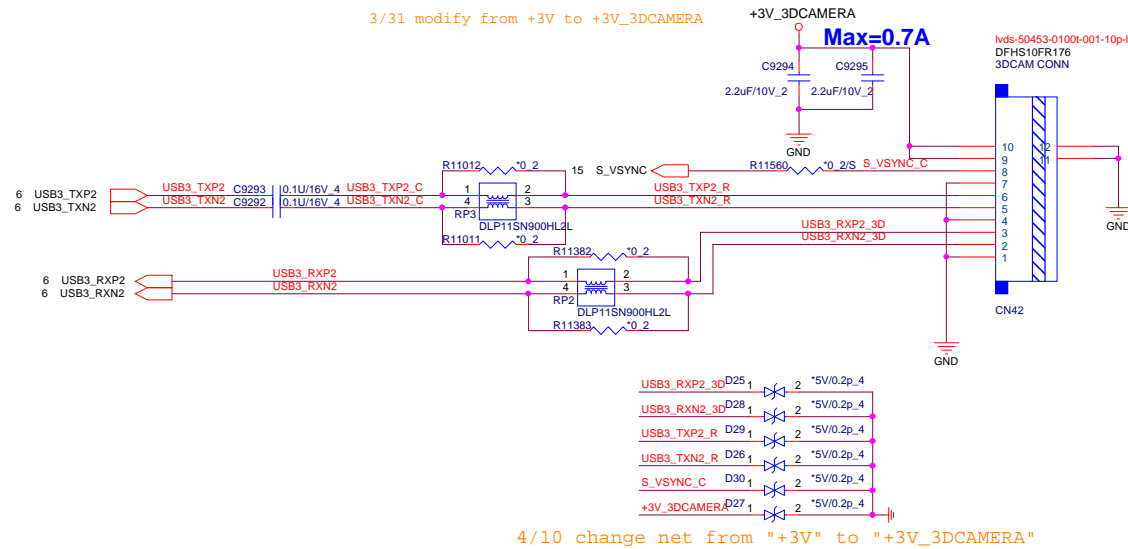 3/31 modify from +3V to +3V_3DCAMERA
+3V_3DCAMERA
Max=0.7A
lvds-50453-0100t-001-10p-l
DFHS10FR176
3DCAM CONN
C9294
C9295
2.2uF/10V_2
2.2uF/10V_2
GND
10
9
8
7
6
5
4
3
2
1
12
11
GND
CN42
GND
R11012
*0_2
15
S_VSYNC
R11560
*0_2/S
S_VSYNC_C
6
USB3_TXP2
USB3_TXP2
C9293
0.1U/16V_4
USB3_TXP2_C
1
2
USB3_TXP2_R
6
USB3_TXN2
USB3_TXN2
C9292
0.1U/16V_4
USB3_TXN2_C
4
3
USB3_TXN2_R
RP3
DLP11SN900HL2L
R11011
*0_2
USB3_RXP2_3D
USB3_RXN2_3D
R11382
*0_2
6
USB3_RXP2
USB3_RXP2
1
2
6
USB3_RXN2
USB3_RXN2
4
3
RP2
DLP11SN900HL2L
R11383
*0_2
USB3_RXP2_3D
D25
1
2
*5V/0.2p_4
USB3_RXN2_3D
D28
1
2
*5V/0.2p_4
USB3_TXP2_R
D29
1
2
*5V/0.2p_4
USB3_TXN2_R
D26
1
2
*5V/0.2p_4
S_VSYNC_C
D30
1
2
*5V/0.2p_4
+3V_3DCAMERA
D27
1
2
*5V/0.2p_4
4/10 change net from "+3V" to "+3V_3DCAMERA"